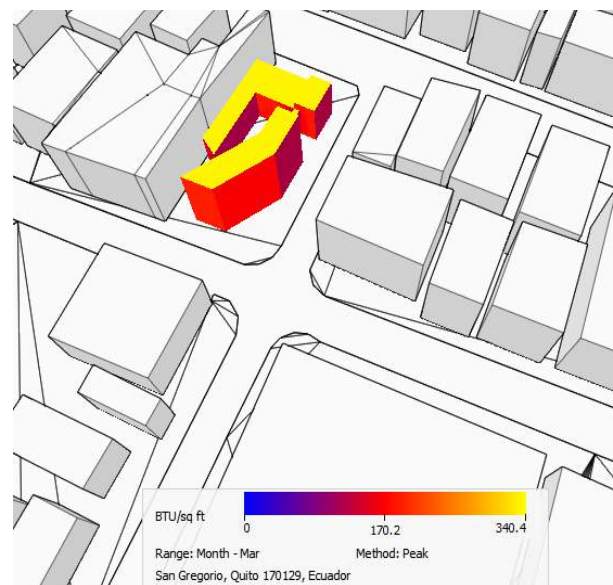 BTU/sq ft
0 170.2 340.4
Range: Month - Mar Method: Peak
San Gregorio, Quito 170129, Ecuador